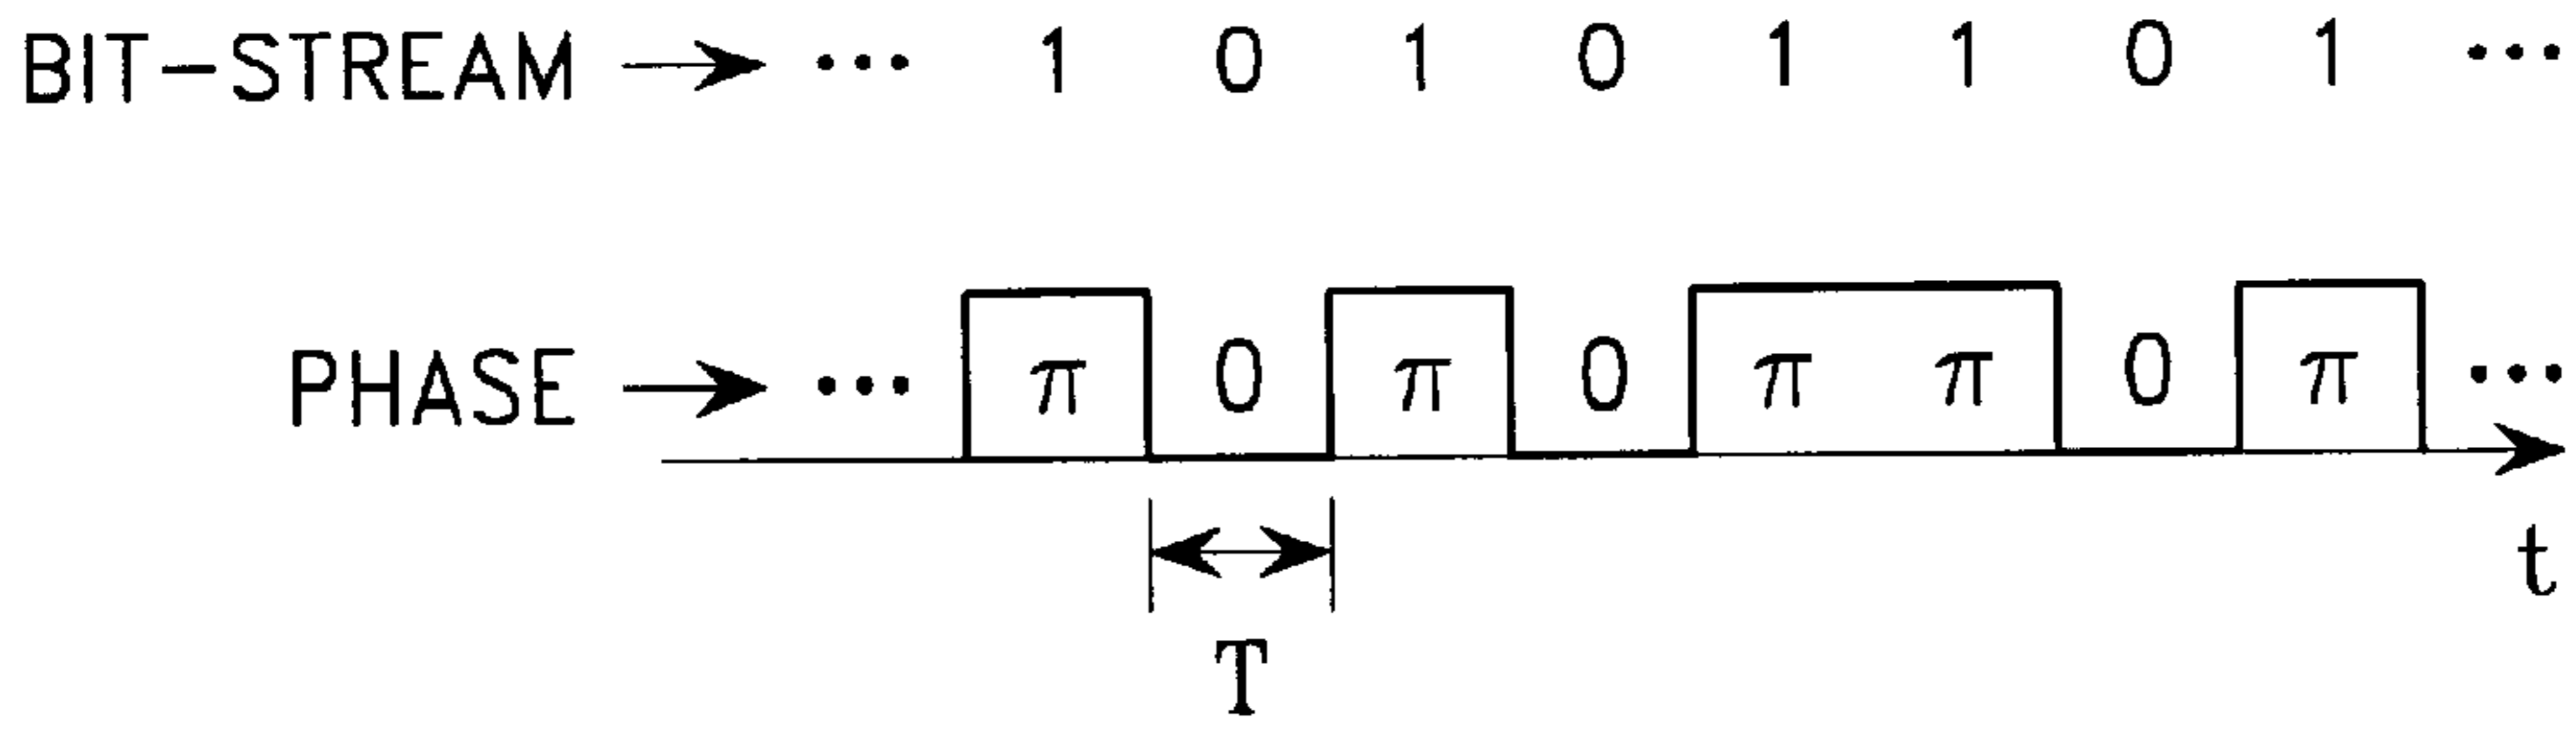 BIT-STREAM → ··· 1 0 1 0 1 1 0 1 ···
PHASE → ··· π 0 π 0 π π 0 π ···
t
T